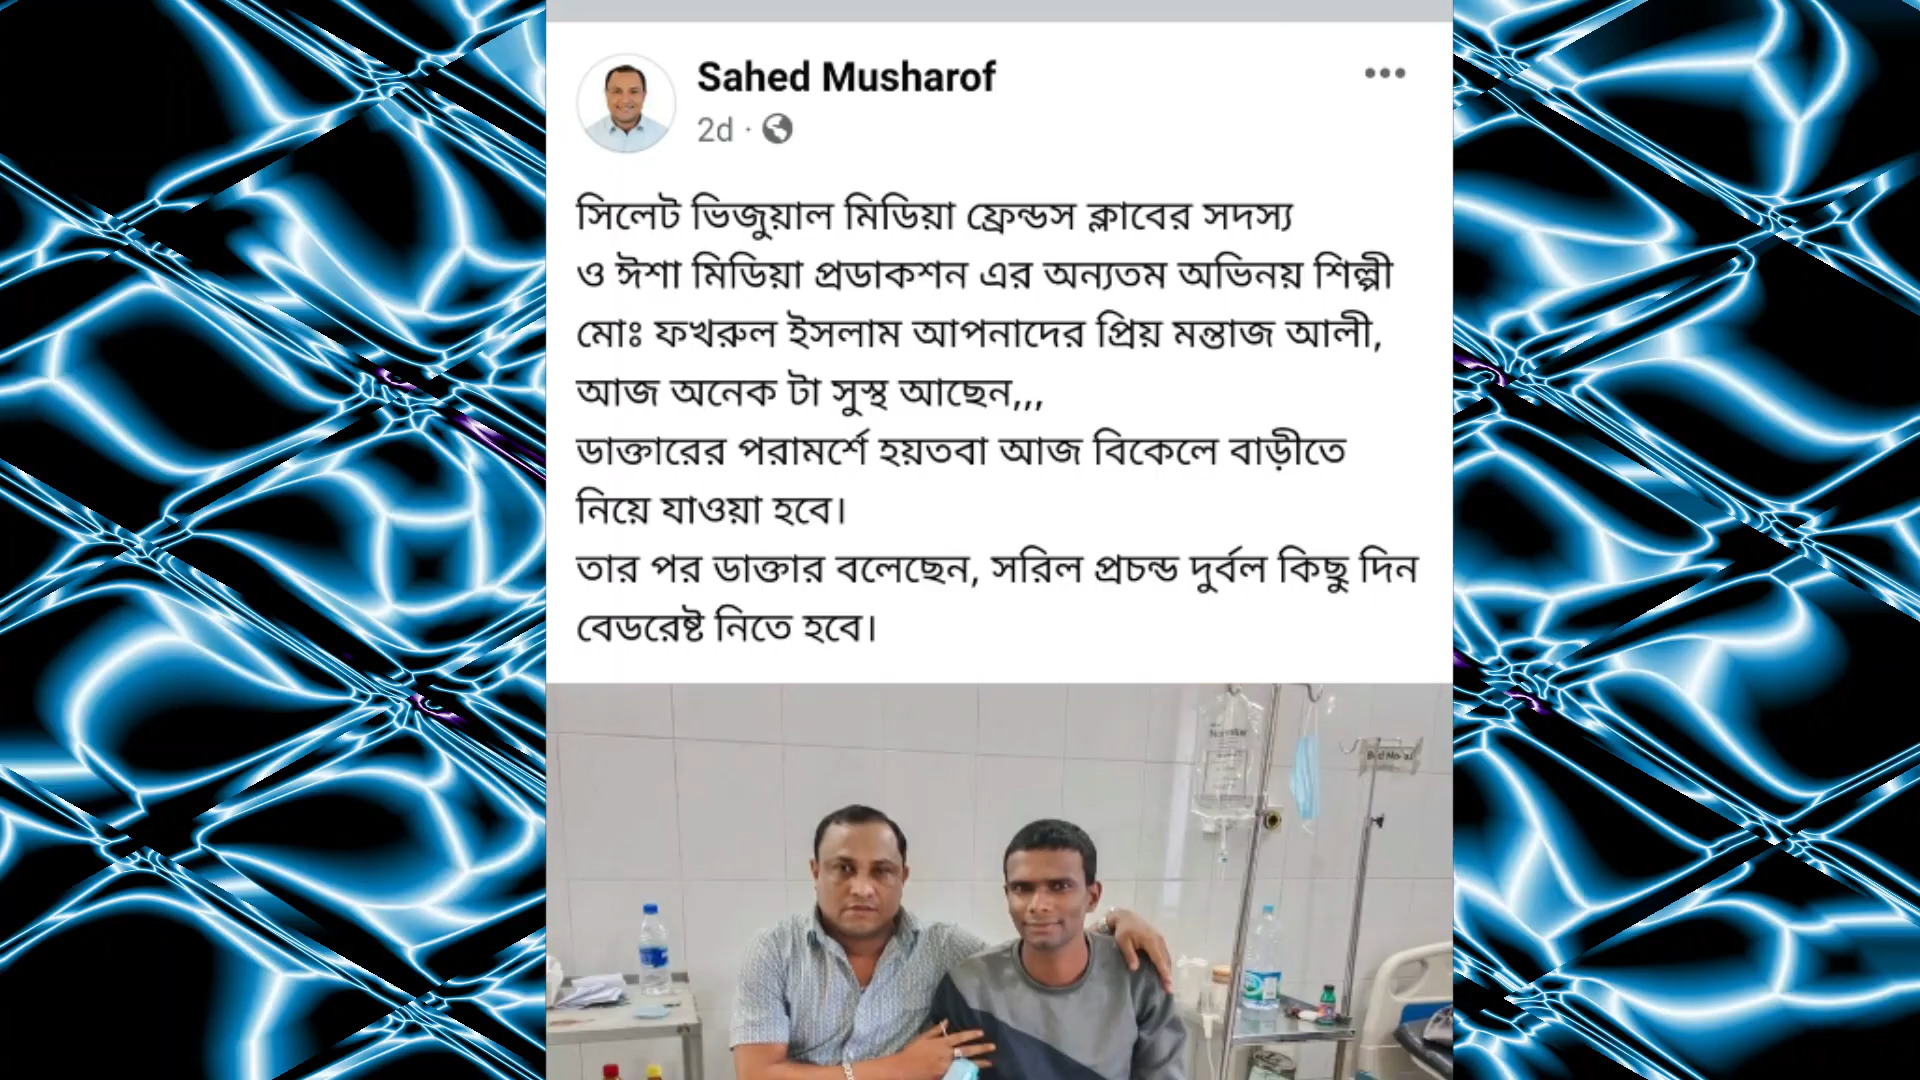 Sahed Musharof
2d ·
সিলেট ভিজুয়াল মিডিয়া ফ্রেন্ডস ক্লাবের সদস্য
ও ঈশা মিডিয়া প্রডাকশন এর অন্যতম অভিনয় শিল্পী
মোঃ ফখরুল ইসলাম আপনাদের প্রিয় মন্তাজ আলী,
আজ অনেক টা সুস্থ আছেন,,,
ডাক্তারের পরামর্শে হয়তবা আজ বিকেলে বাড়ীতে
নিয়ে যাওয়া হবে।
তার পর ডাক্তার বলেছেন, সরিল প্রচন্ড দুর্বল কিছু দিন
বেডরেষ্ট নিতে হবে।